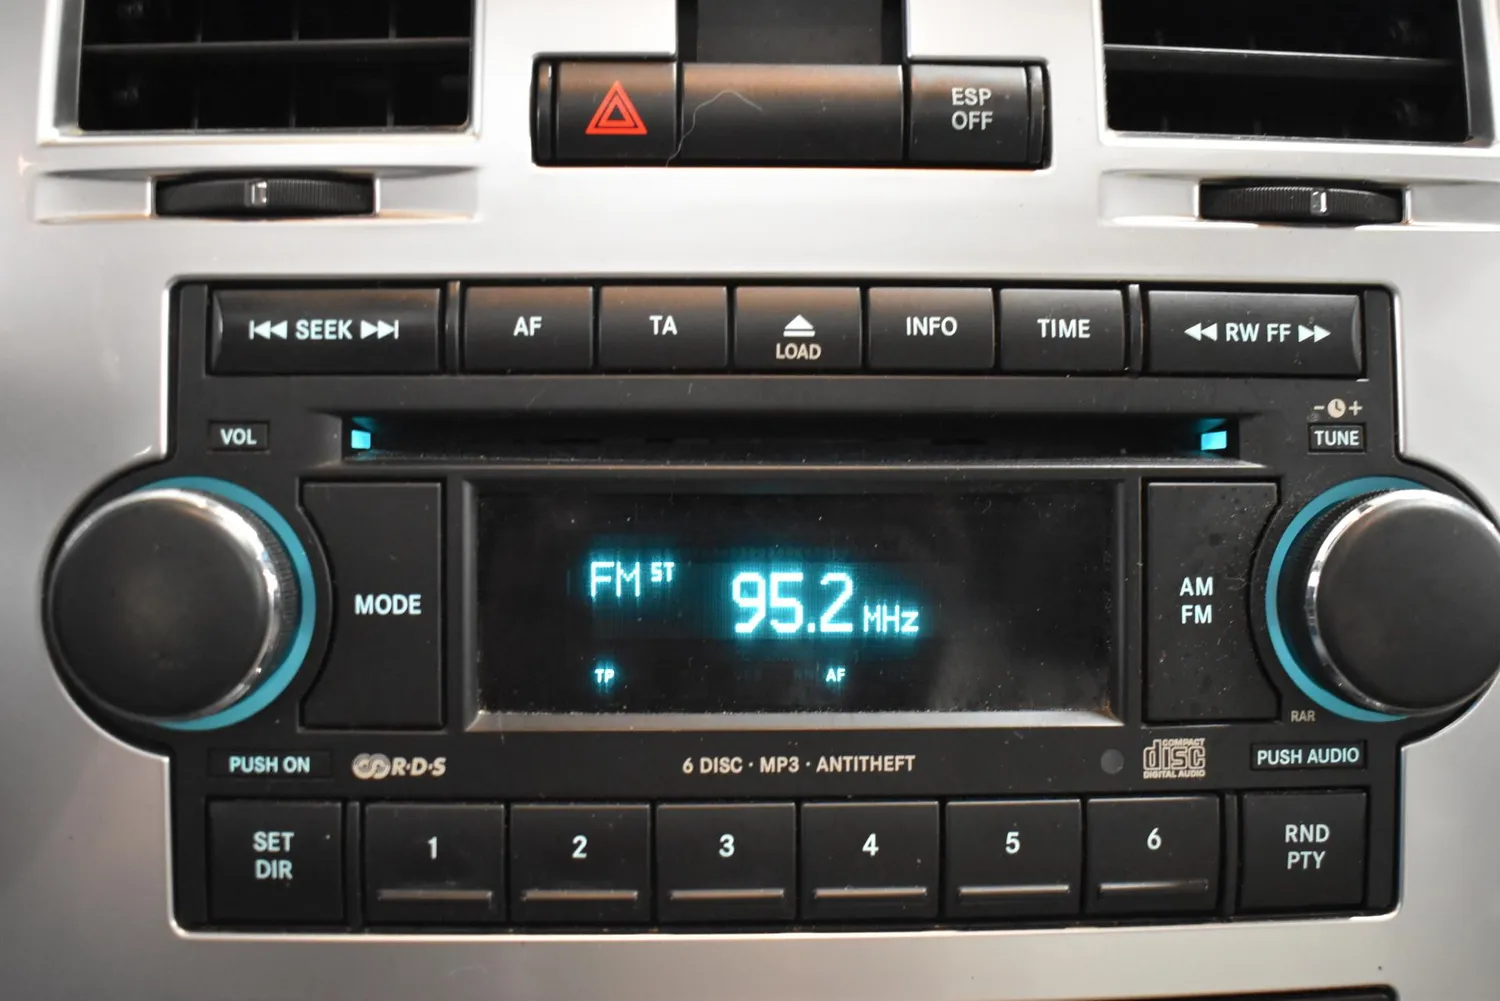 ESP
OFF
SEEK
AF
TA
LOAD
INFO
TIME
RW FF
VOL
- +
TUNE
MODE
FM ST
95.2 MHz
TP
AF
AM
FM
RAR
PUSH ON
R·D·S
6 DISC · MP3 · ANTITHEFT
COMPACT
disc
DIGITAL AUDIO
PUSH AUDIO
SET
DIR
1
2
3
4
5
6
RND
PTY